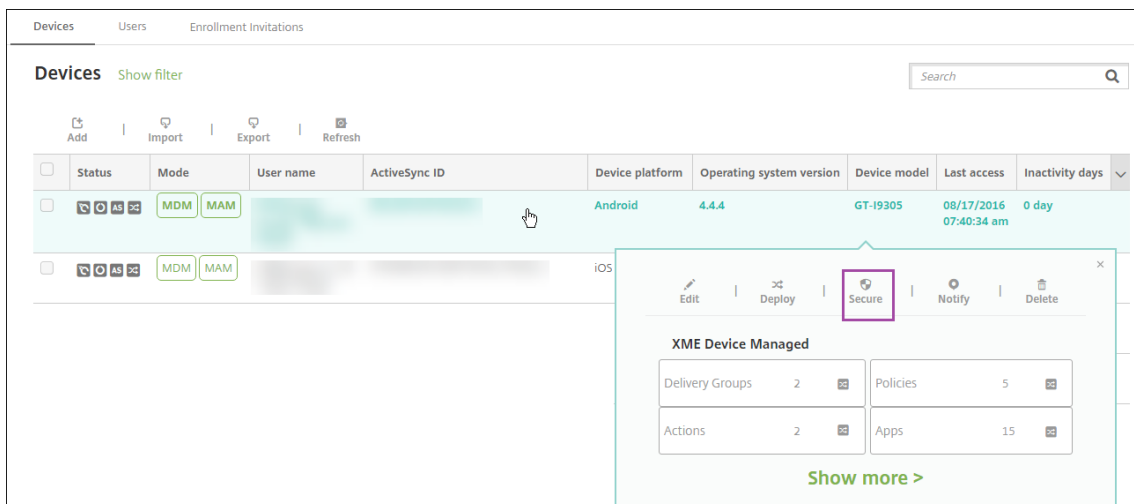 Devices Users Enrollment Invitations
Devices Show filter Search
Add | Import | Export | Refresh
Status Mode User name ActiveSync ID Device platform Operating system version Device model Last access Inactivity days
AS MDM MAM Android 4.4.4 GT-I9305 08/17/2016 0 day
07:40:34 am
AS MDM MAM iOS
×
Edit | Deploy | Secure | Notify | Delete
XME Device Managed
Delivery Groups 2 Policies 5
Actions 2 Apps 15
Show more >